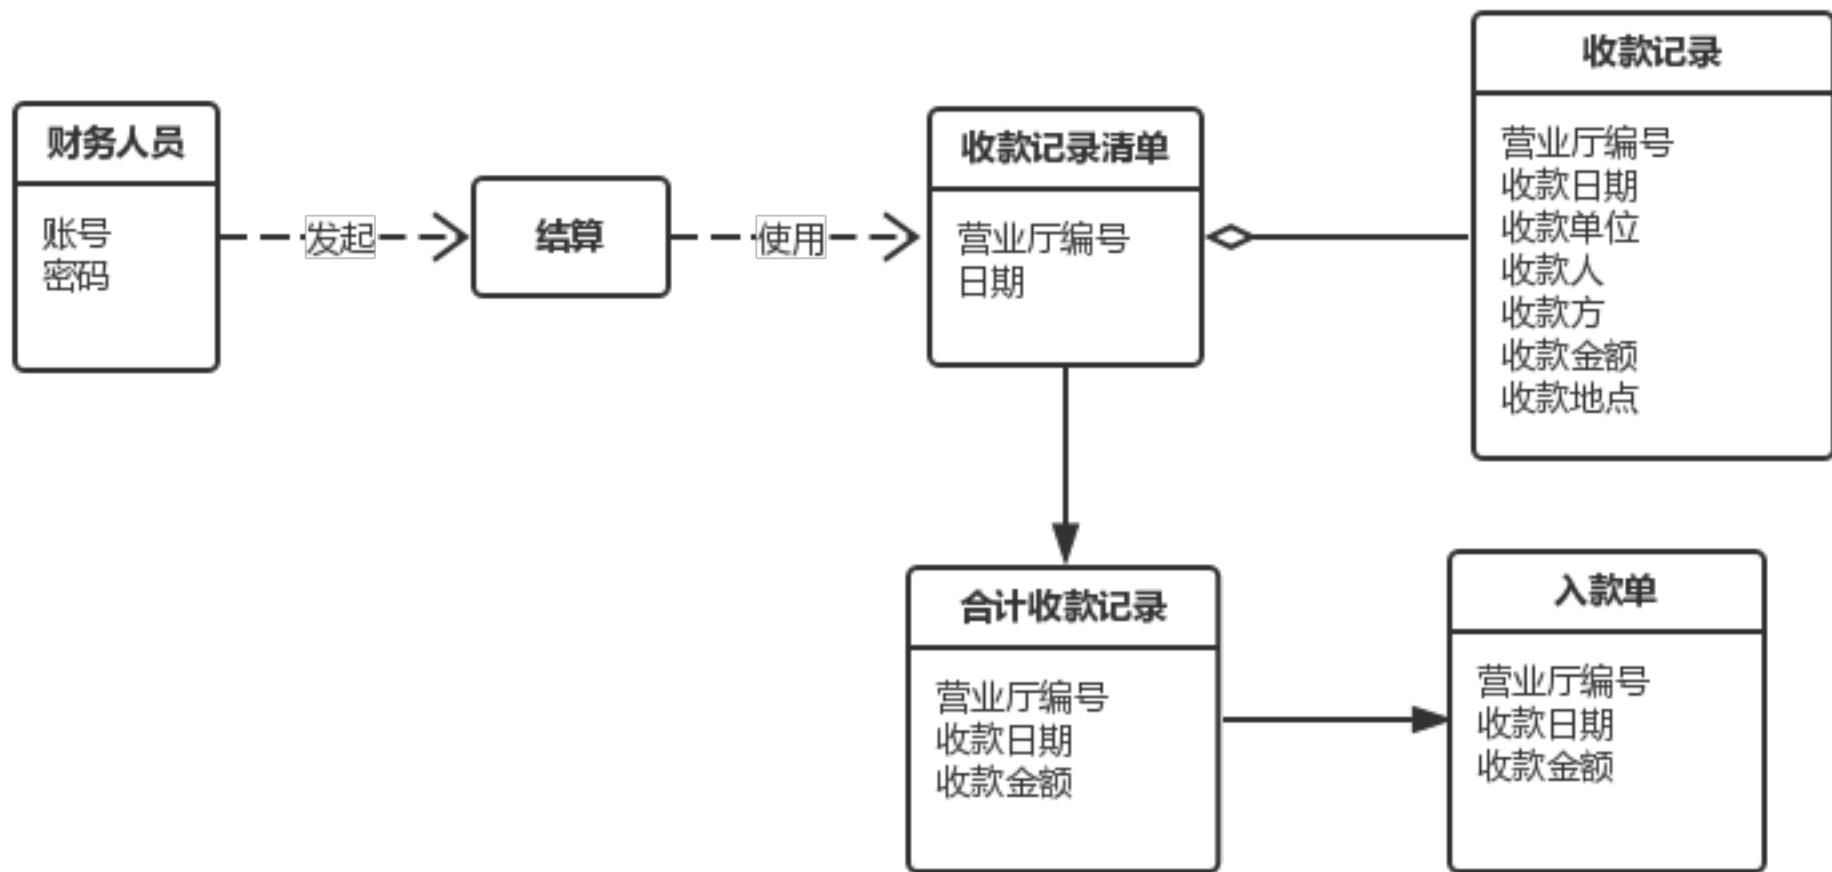 财务人员
账号
密码
发起
结算
使用
收款记录清单
营业厅编号
日期
收款记录
营业厅编号
收款日期
收款单位
收款人
收款方
收款金额
收款地点
合计收款记录
营业厅编号
收款日期
收款金额
入款单
营业厅编号
收款日期
收款金额